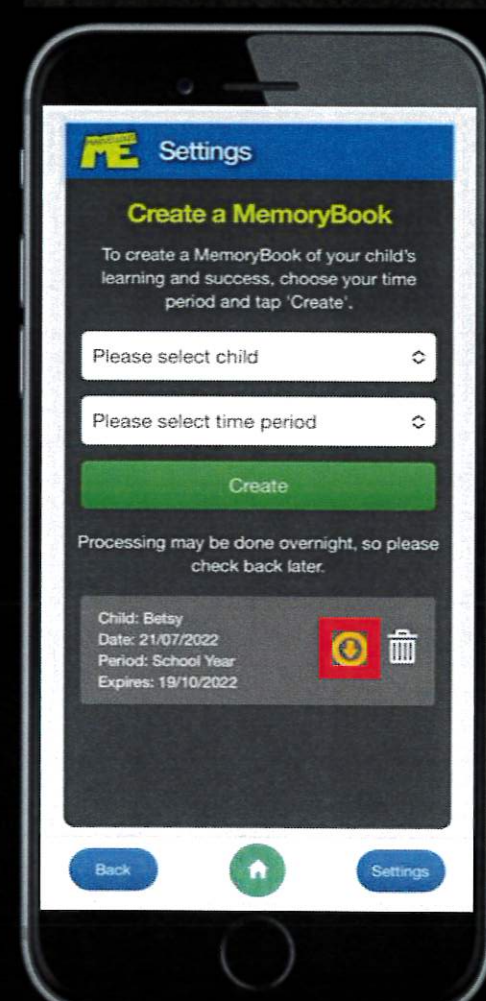 MARVELLOUS
ME Settings
Create a MemoryBook
To create a MemoryBook of your child's
learning and success, choose your time
period and tap 'Create'.
Please select child
Please select time period
Create
Processing may be done overnight, so please
check back later.
Child: Betsy
Date: 21/07/2022
Period: School Year
Expires: 19/10/2022
Back
Settings